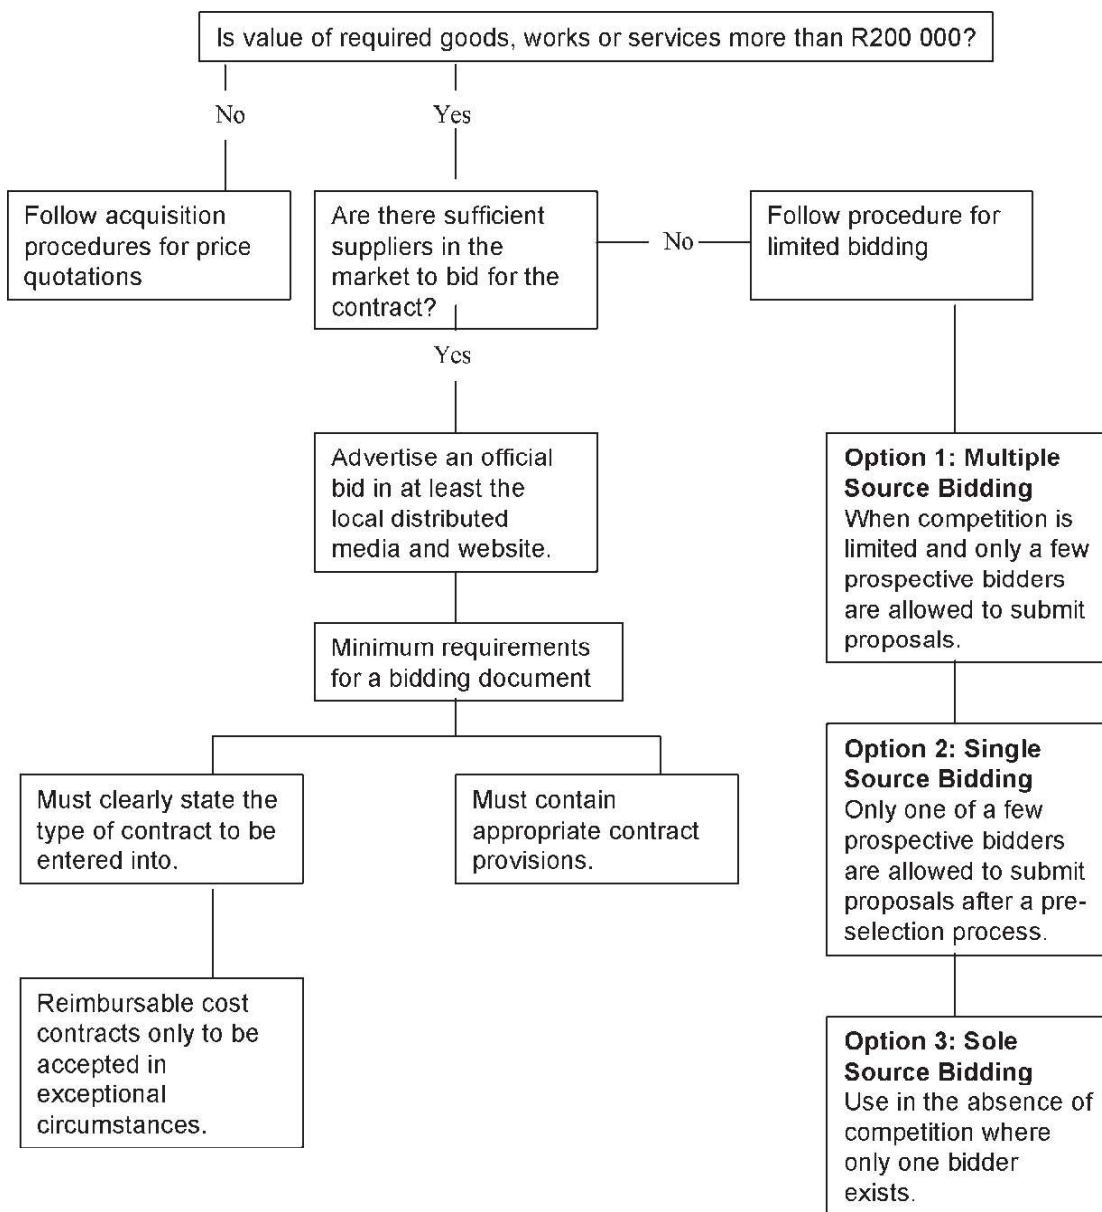 Is value of required goods, works or services more than R200 000?
No
Yes
Follow acquisition
procedures for price
quotations
Are there sufficient
suppliers in the
market to bid for the
contract?
No
Follow procedure for
limited bidding
Yes
Advertise an official
bid in at least the
local distributed
media and website.
Minimum requirements
for a bidding document
Must clearly state the
type of contract to be
entered into.
Must contain
appropriate contract
provisions.
Reimbursable cost
contracts only to be
accepted in
exceptional
circumstances.
Option 1: Multiple
Source Bidding
When competition is
limited and only a few
prospective bidders
are allowed to submit
proposals.
Option 2: Single
Source Bidding
Only one of a few
prospective bidders
are allowed to submit
proposals after a pre-
selection process.
Option 3: Sole
Source Bidding
Use in the absence of
competition where
only one bidder
exists.